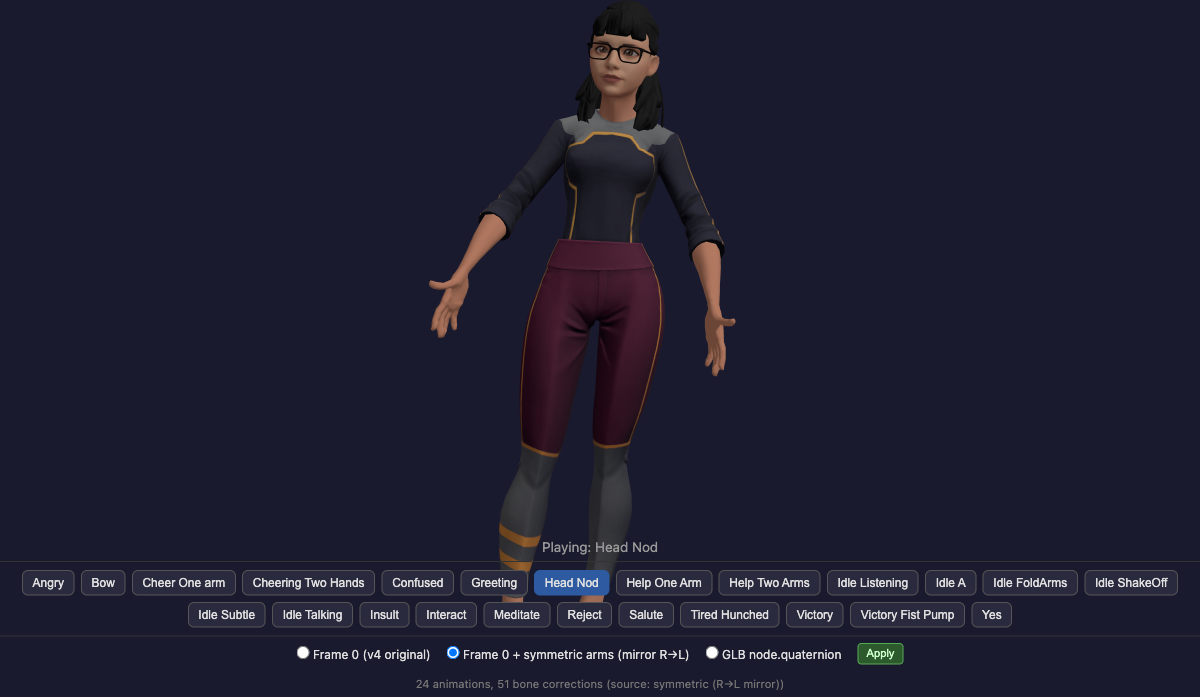 Playing: Head Nod
Angry Bow Cheer One arm Cheering Two Hands Confused Greeting Head Nod Help One Arm Help Two Arms Idle Listening Idle A Idle FoldArms Idle ShakeOff
Idle Subtle Idle Talking Insult Interact Meditate Reject Salute Tired Hunched Victory Victory Fist Pump Yes
Frame 0 (v4 original) Frame 0 + symmetric arms (mirror R→L) GLB node.quaternion Apply
24 animations, 51 bone corrections (source: symmetric (R→L mirror))